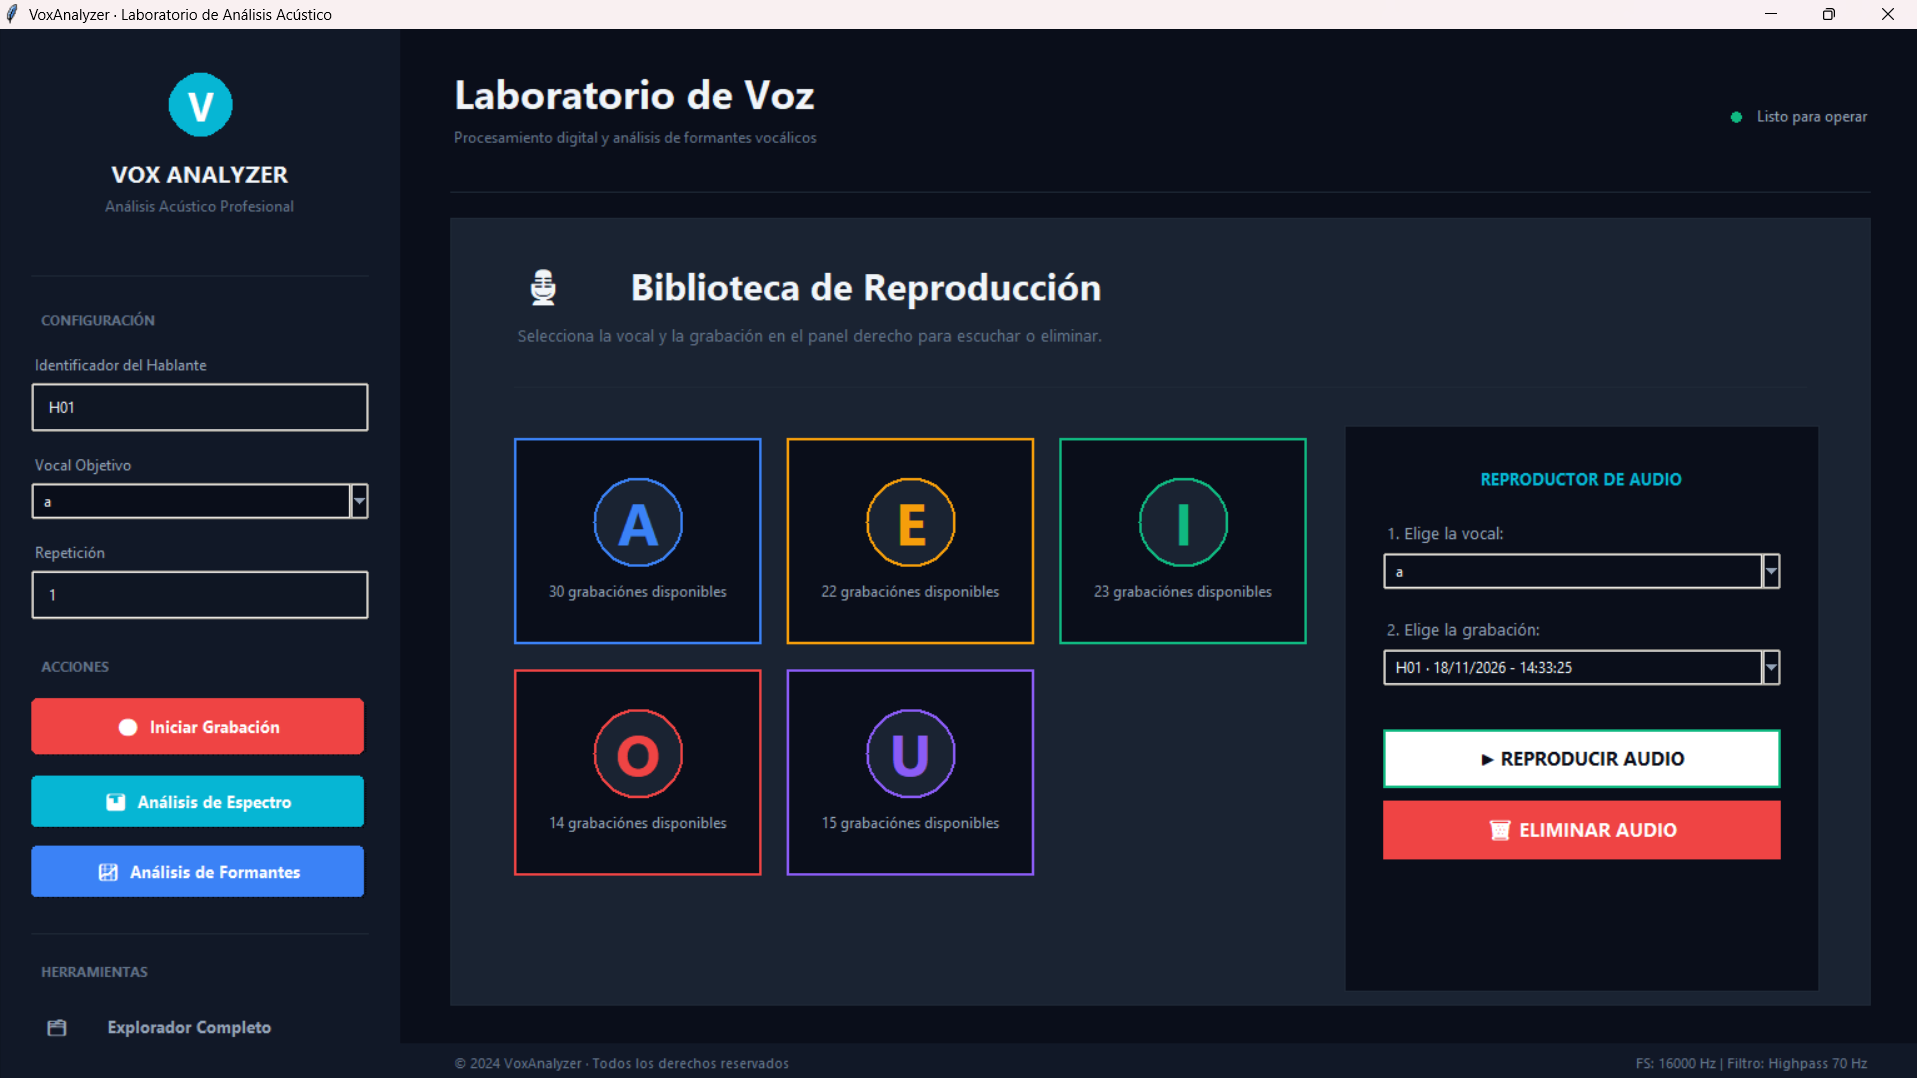 VoxAnalyzer · Laboratorio de Análisis Acústico
V
VOX ANALYZER
Análisis Acústico Profesional
CONFIGURACIÓN
Identificador del Hablante
H01
Vocal Objetivo
a
Repetición
1
ACCIONES
Iniciar Grabación
Análisis de Espectro
Análisis de Formantes
HERRAMIENTAS
Explorador Completo
Laboratorio de Voz
Procesamiento digital y análisis de formantes vocálicos
Listo para operar
Biblioteca de Reproducción
Selecciona la vocal y la grabación en el panel derecho para escuchar o eliminar.
A
30 grabaciónes disponibles
E
22 grabaciónes disponibles
I
23 grabaciónes disponibles
O
14 grabaciónes disponibles
U
15 grabaciónes disponibles
REPRODUCTOR DE AUDIO
1. Elige la vocal:
a
2. Elige la grabación:
H01 · 18/11/2026 - 14:33:25
► REPRODUCIR AUDIO
ELIMINAR AUDIO
© 2024 VoxAnalyzer · Todos los derechos reservados
FS: 16000 Hz | Filtro: Highpass 70 Hz